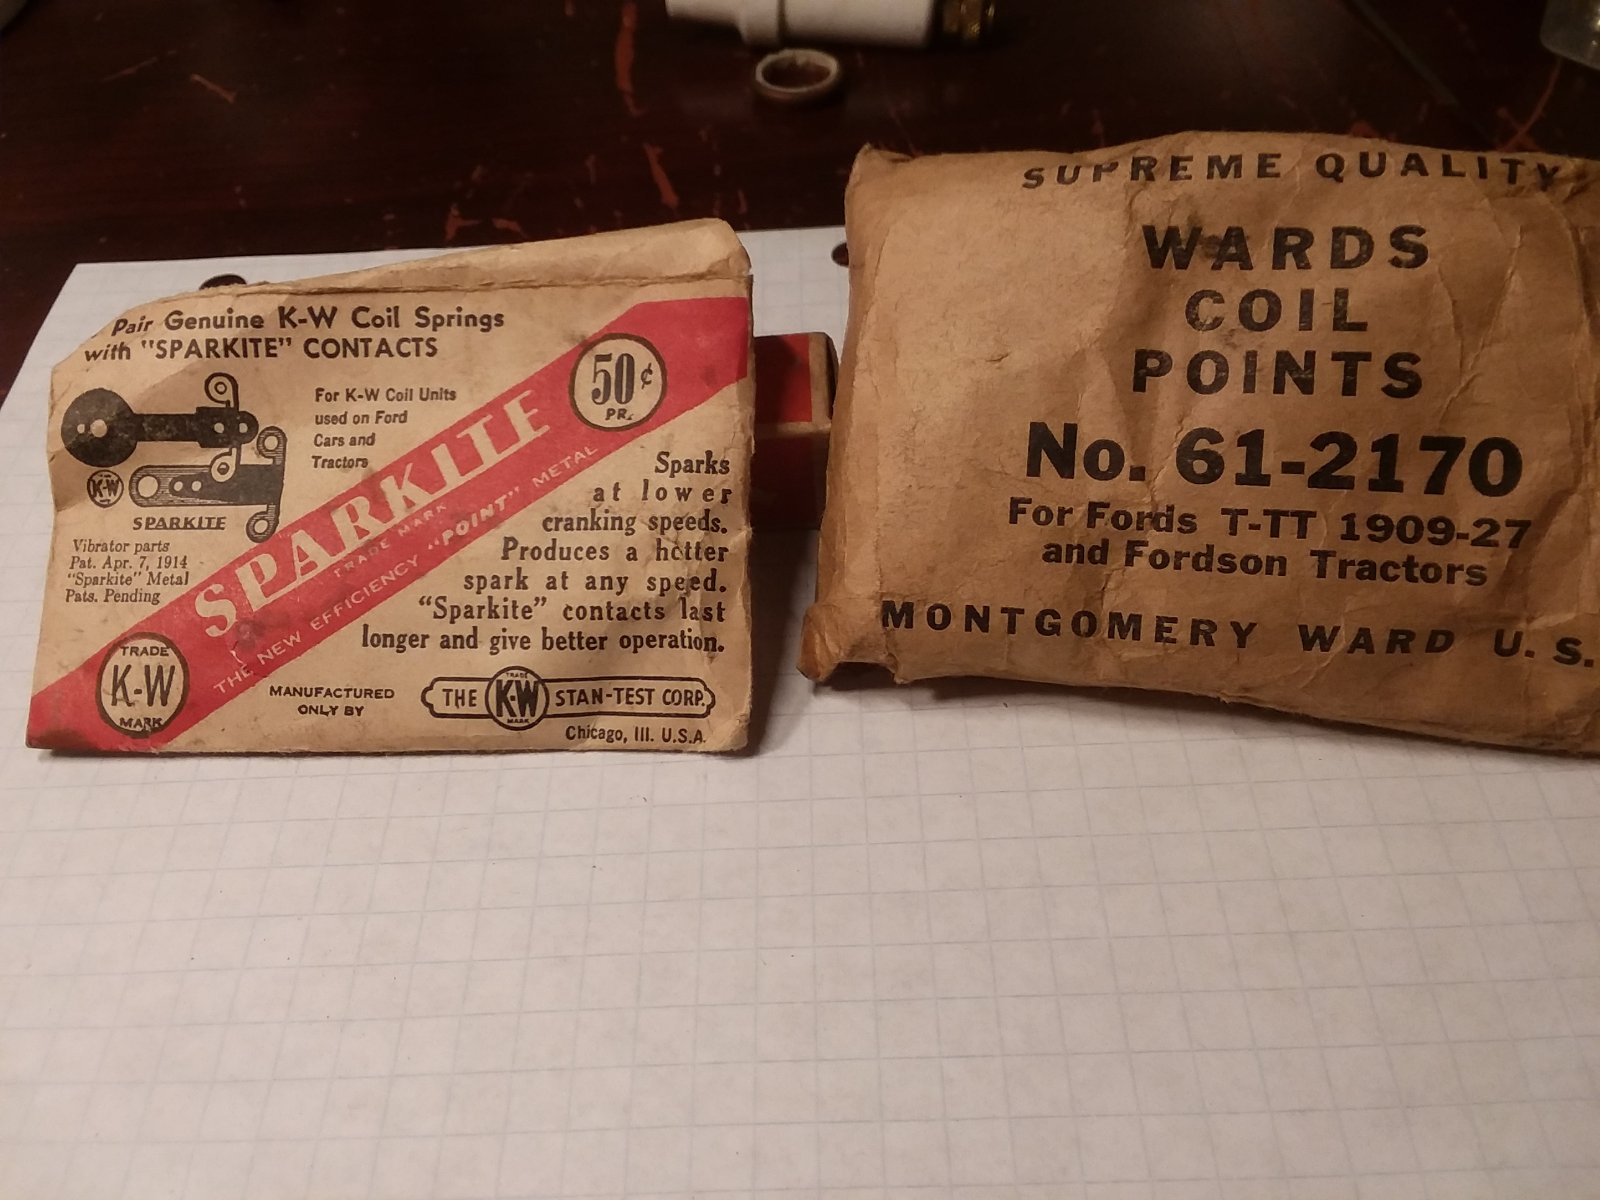 Pair Genuine K-W Coil Springs
with "SPARKITE" CONTACTS
For K-W Coil Units
used on Ford
Cars and
Tractors
50¢
PR.
K-W
SPARKITE
Vibrator parts
Pat. Apr. 7, 1914
"Sparkite" Metal
Pats. Pending
SPARKITE
TRADE MARK
THE NEW EFFICIENCY "POINT" METAL
Sparks
at lower
cranking speeds.
Produces a hotter
spark at any speed.
"Sparkite" contacts last
longer and give better operation.
TRADE
K-W
MARK
MANUFACTURED
ONLY BY
THE K-W STAN-TEST CORP.
TRADE
MARK
Chicago, Ill. U.S.A.
SUPREME QUALITY
WARDS
COIL
POINTS
No. 61-2170
For Fords T-TT 1909-27
and Fordson Tractors
MONTGOMERY WARD U. S.